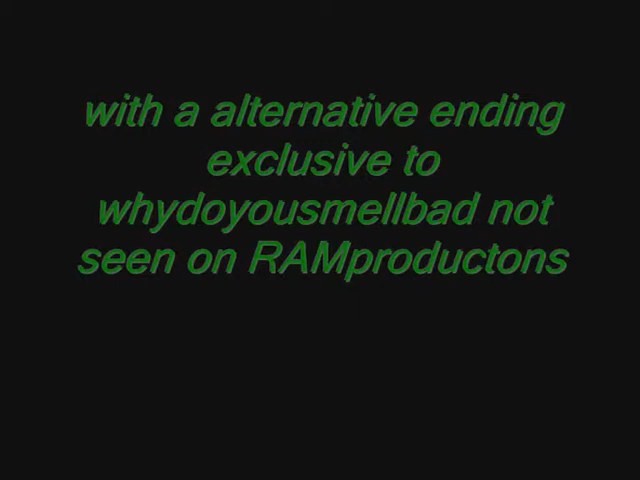 with a alternative ending
exclusive to
whydoyousmellbad not
seen on RAMproductons